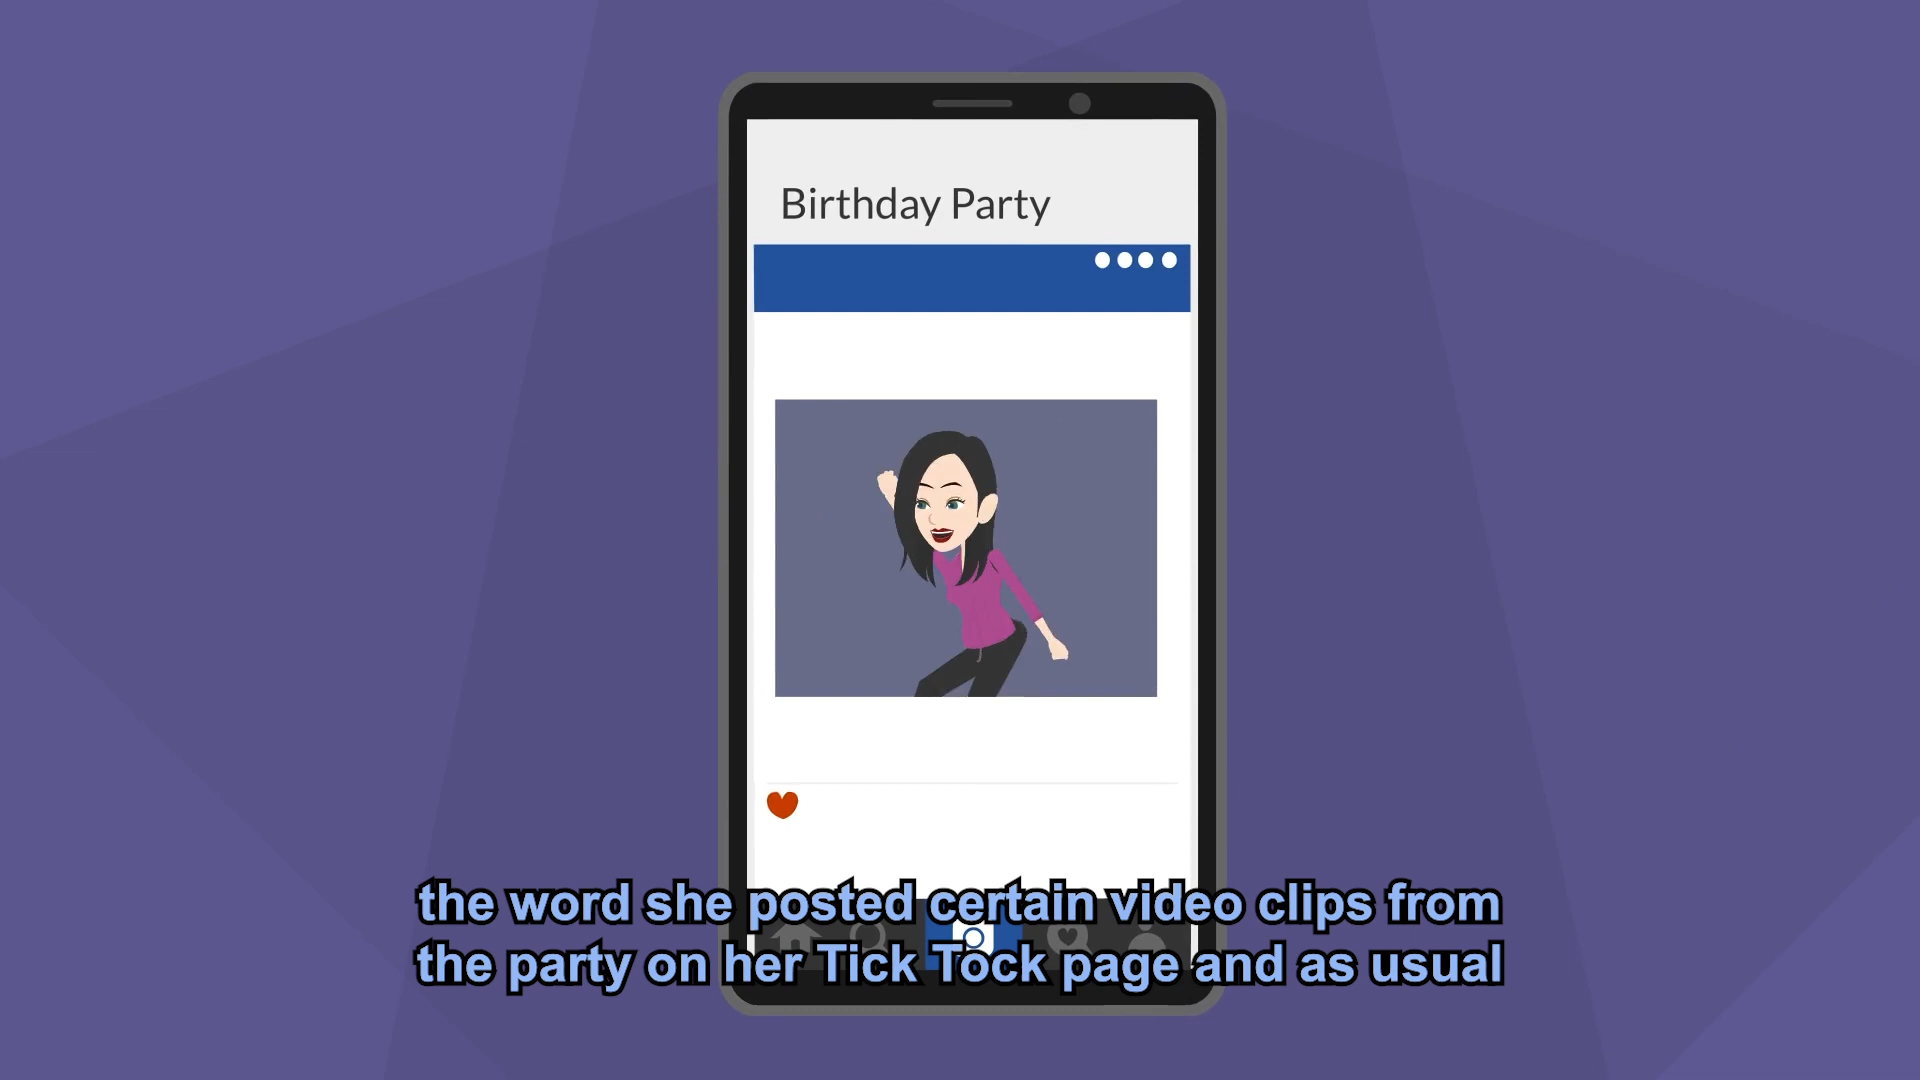 Birthday Party
the word she posted certain video clips from
the party on her Tick Tock page and as usual